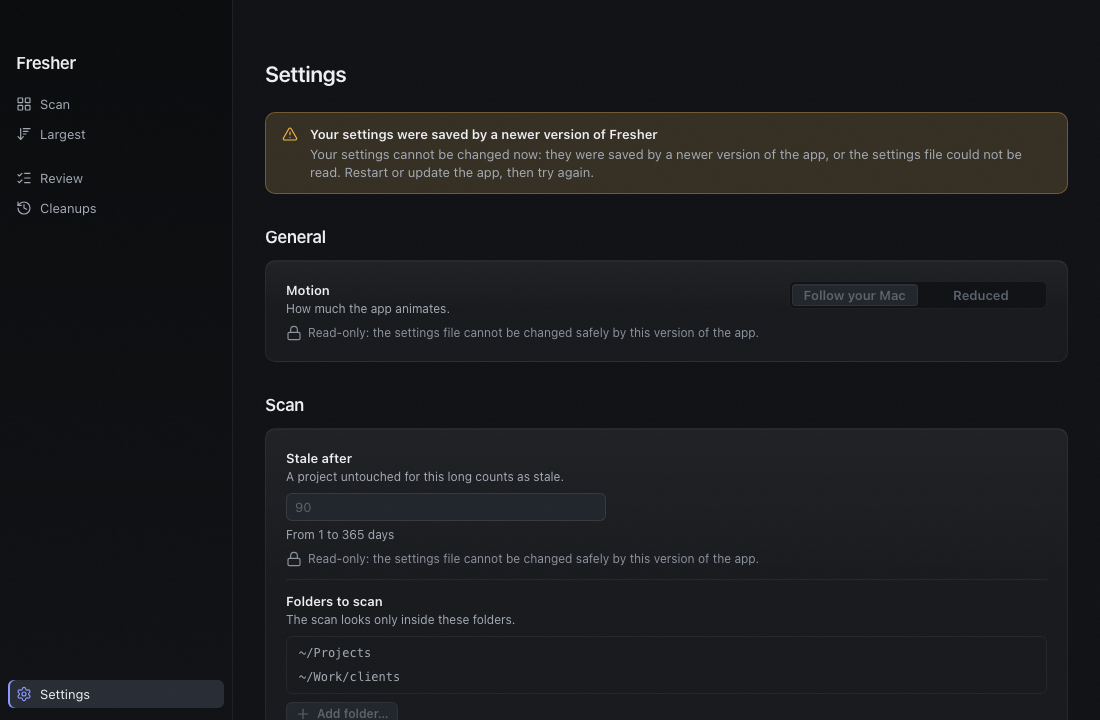 Fresher
Scan
Largest
Review
Cleanups
Settings
Settings
Your settings were saved by a newer version of Fresher
Your settings cannot be changed now: they were saved by a newer version of the app, or the settings file could not be
read. Restart or update the app, then try again.
General
Motion
How much the app animates.
Follow your Mac
Reduced
Read-only: the settings file cannot be changed safely by this version of the app.
Scan
Stale after
A project untouched for this long counts as stale.
90
From 1 to 365 days
Read-only: the settings file cannot be changed safely by this version of the app.
Folders to scan
The scan looks only inside these folders.
~/Projects
~/Work/clients
Add folder...